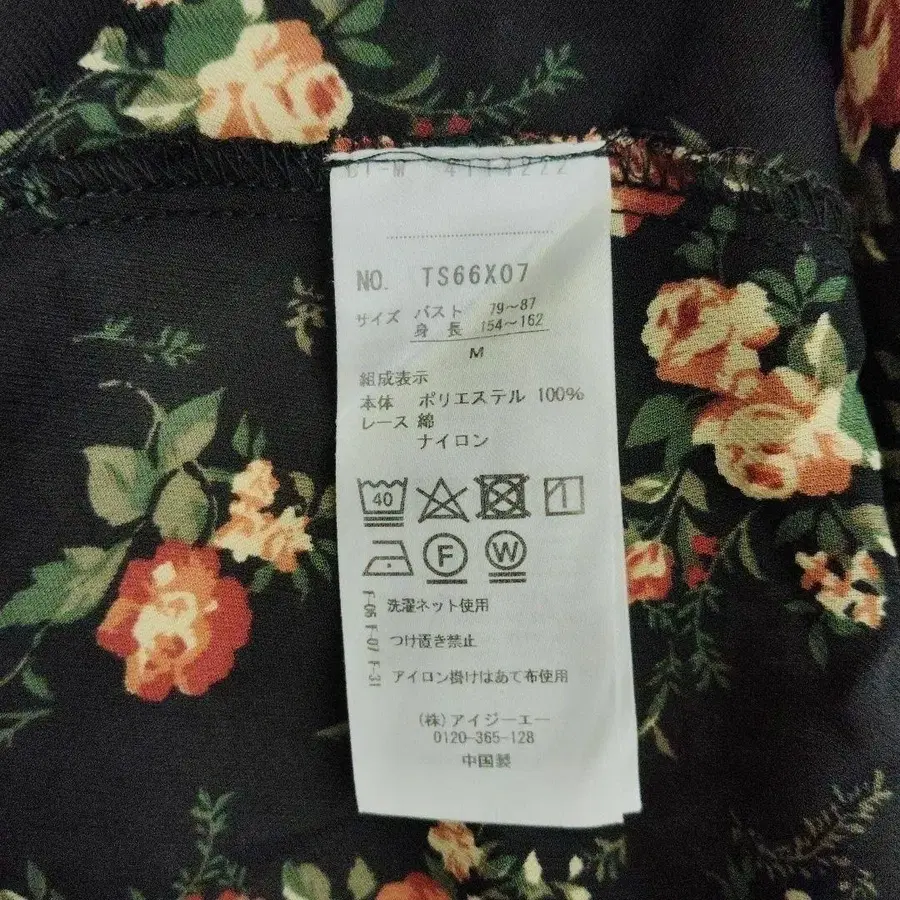 NO. TS66X07
サイズ バスト 79～87
身長 154～162
M
組成表示
本体 ポリエステル 100%
レース 綿
ナイロン
40
F W
F-05 洗濯ネット使用
F-07 つけ置き禁止
F-31 アイロン掛けはあて布使用
(株)アイジーエー
0120-365-128
中国製